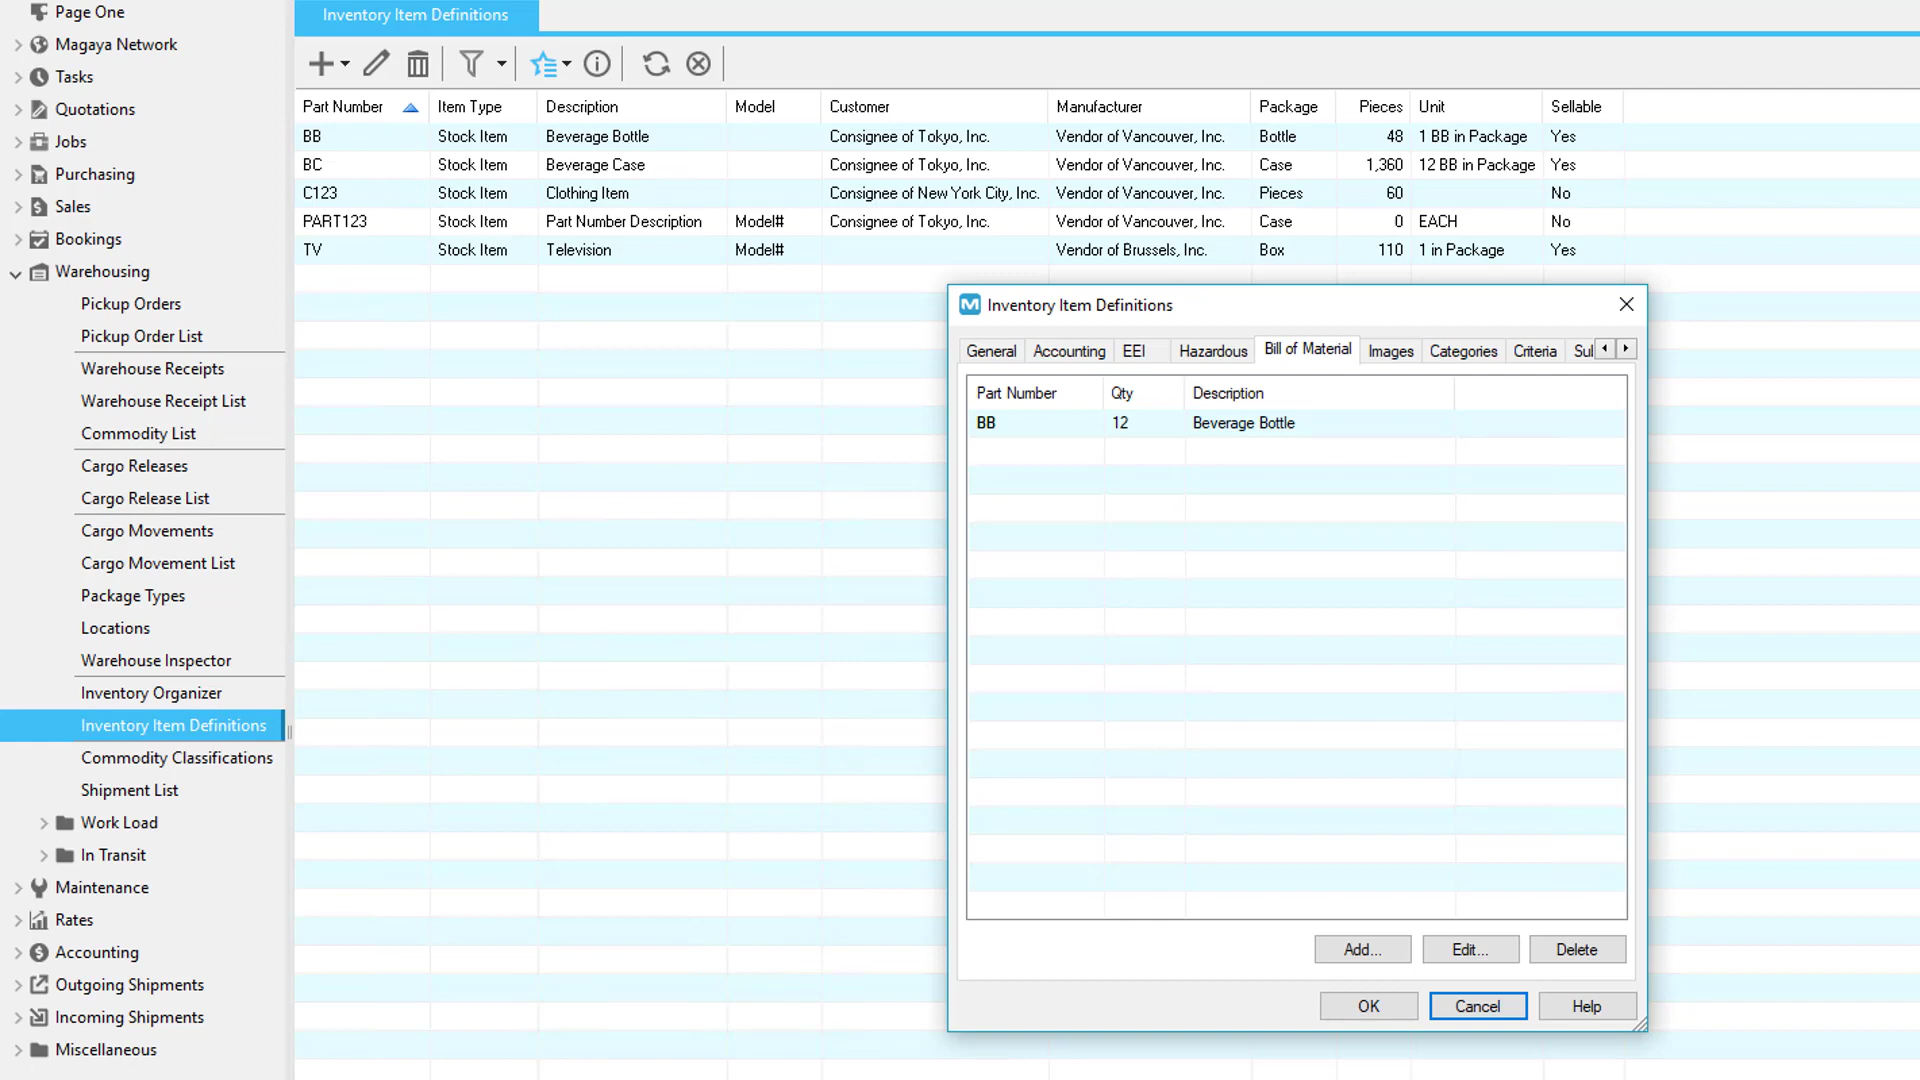 Page One
Magaya Network
Tasks
Quotations
Jobs
Purchasing
Sales
Bookings
Warehousing
Pickup Orders
Pickup Order List
Warehouse Receipts
Warehouse Receipt List
Commodity List
Cargo Releases
Cargo Release List
Cargo Movements
Cargo Movement List
Package Types
Locations
Warehouse Inspector
Inventory Organizer
Inventory Item Definitions
Commodity Classifications
Shipment List
Work Load
In Transit
Maintenance
Rates
Accounting
Outgoing Shipments
Incoming Shipments
Miscellaneous
Inventory Item Definitions
Part Number Item Type Description Model Customer Manufacturer Package Pieces Unit Sellable
BB Stock Item Beverage Bottle Consignee of Tokyo, Inc. Vendor of Vancouver, Inc. Bottle 48 1 BB in Package Yes
BC Stock Item Beverage Case Consignee of Tokyo, Inc. Vendor of Vancouver, Inc. Case 1,360 12 BB in Package Yes
C123 Stock Item Clothing Item Consignee of New York City, Inc. Vendor of Vancouver, Inc. Pieces 60 No
PART123 Stock Item Part Number Description Model# Consignee of Tokyo, Inc. Vendor of Vancouver, Inc. Case 0 EACH No
TV Stock Item Television Model# Vendor of Brussels, Inc. Box 110 1 in Package Yes
M Inventory Item Definitions
General Accounting EEI Hazardous Bill of Material Images Categories Criteria Sul
Part Number Qty Description
BB 12 Beverage Bottle
Add... Edit... Delete
OK Cancel Help